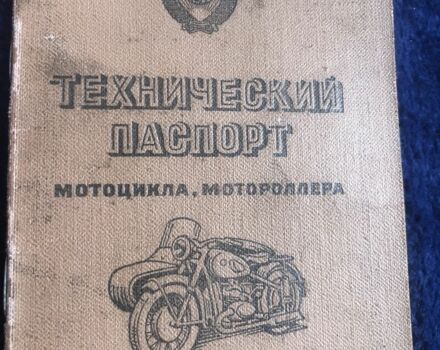 ТЕХНИЧЕСКИЙ
ПАСПОРТ
МОТОЦИКЛА, МОТОРОЛЛЕРА